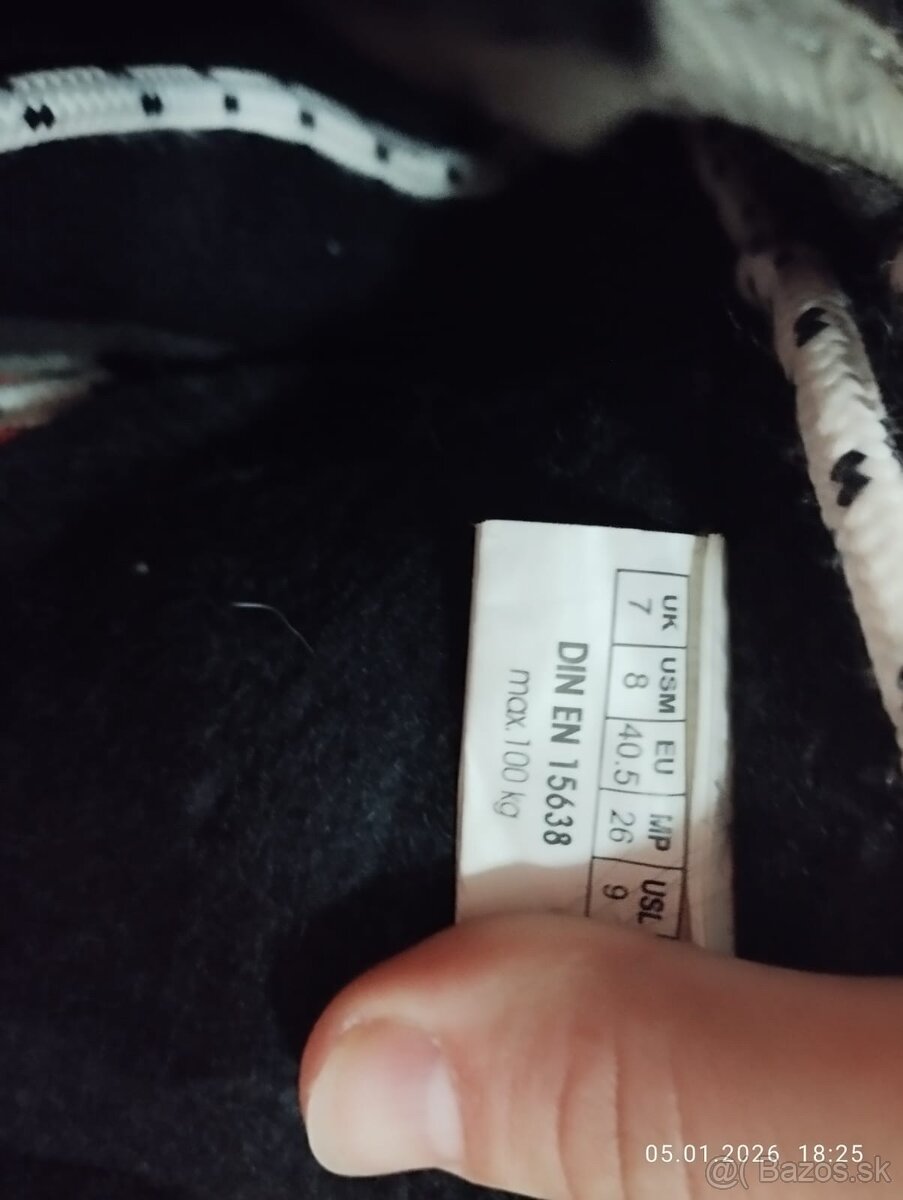 UK USM EU MP USL
7 8 40.5 26 9
DIN EN 15638
max. 100 kg
05.01.2026 18:25
@( Bazos.sk